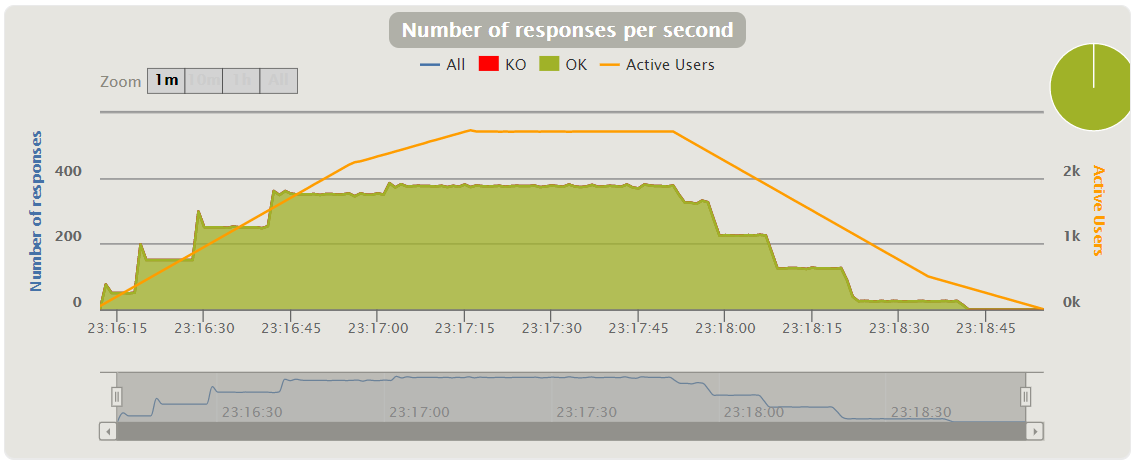 Number of responses per second
All KO OK Active Users
Zoom 1m 10m 1h All
Number of responses
400
200
0
2k
1k
0k
Active Users
23:16:15 23:16:30 23:16:45 23:17:00 23:17:15 23:17:30 23:17:45 23:18:00 23:18:15 23:18:30 23:18:45
23:16:30 23:17:00 23:17:30 23:18:00 23:18:30